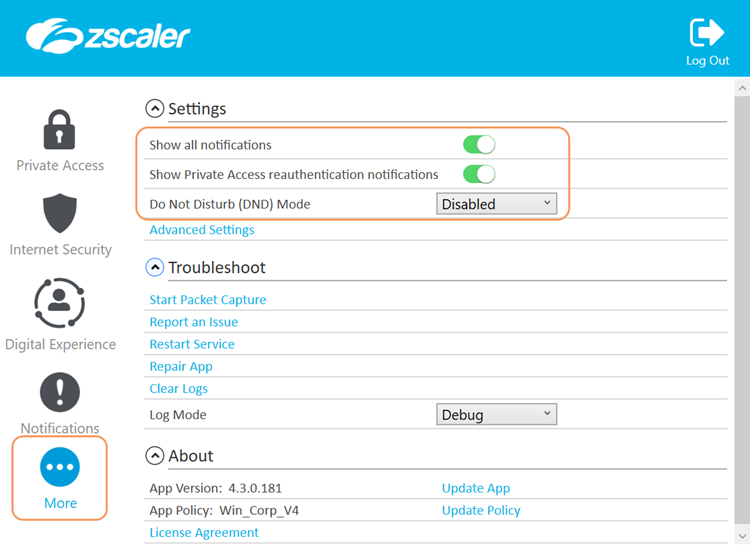 zscaler
Log Out
Private Access
Internet Security
Digital Experience
Notifications
More
Settings
Show all notifications
Show Private Access reauthentication notifications
Do Not Disturb (DND) Mode Disabled
Advanced Settings
Troubleshoot
Start Packet Capture
Report an Issue
Restart Service
Repair App
Clear Logs
Log Mode Debug
About
App Version: 4.3.0.181 Update App
App Policy: Win_Corp_V4 Update Policy
License Agreement